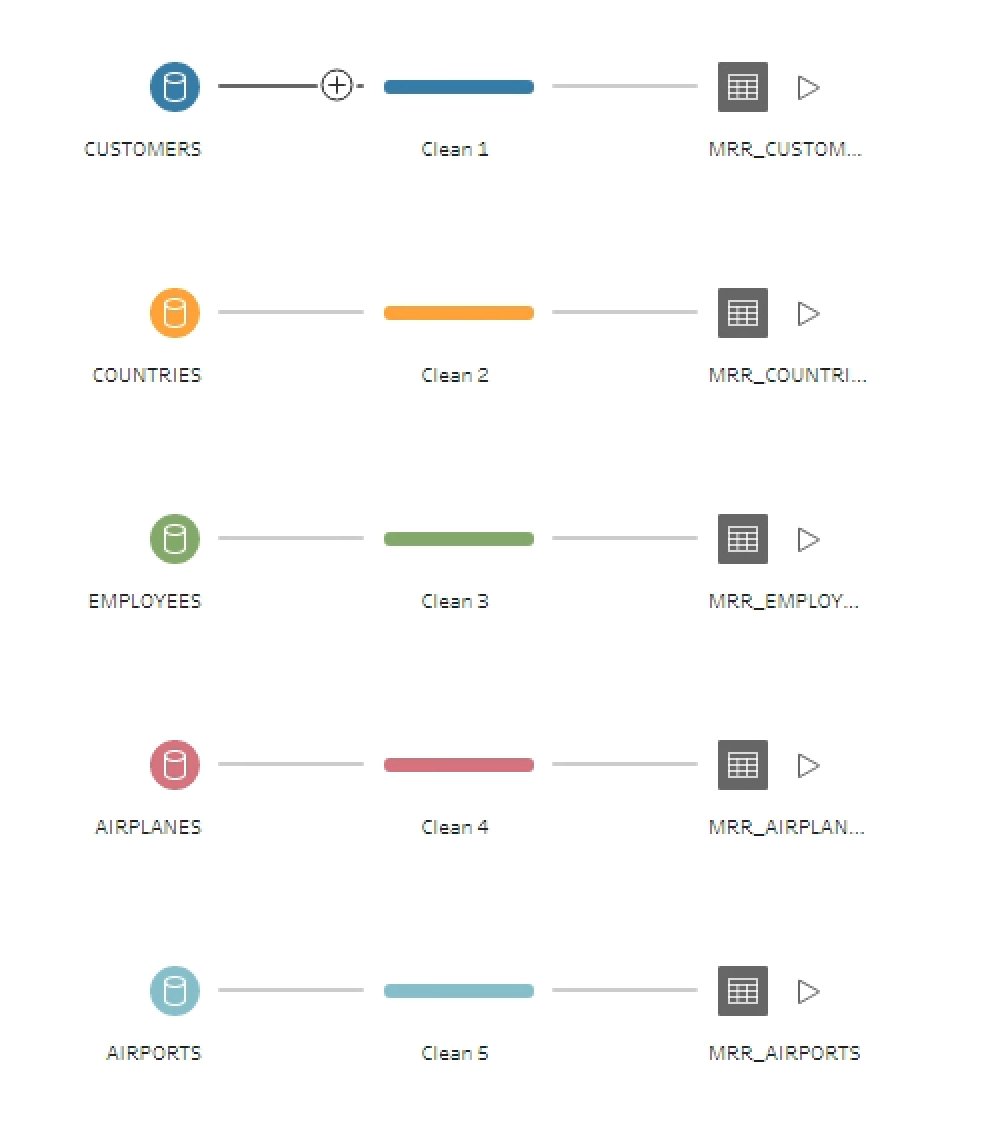 CUSTOMERS Clean 1 MRR_CUSTOM...
COUNTRIES Clean 2 MRR_COUNTRI...
EMPLOYEES Clean 3 MRR_EMPLOY...
AIRPLANES Clean 4 MRR_AIRPLAN...
AIRPORTS Clean 5 MRR_AIRPORTS